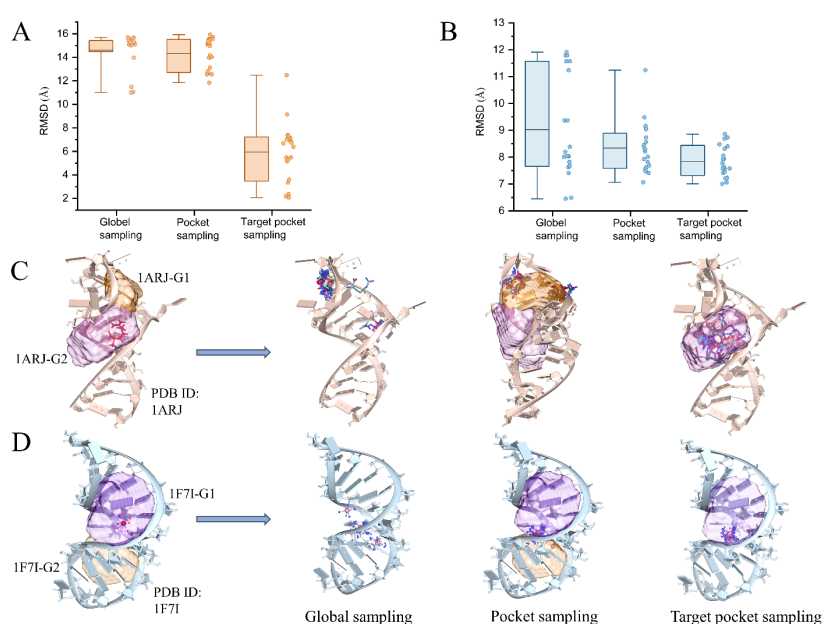 A
16
14
12
10
8
6
4
2
RMSD (Å)
Globel
sampling
Pocket
sampling
Target pocket
sampling
B
13
12
11
10
9
8
7
6
RMSD (Å)
Globel
sampling
Pocket
sampling
Target pocket
sampling
C
1ARJ-G1
1ARJ-G2
PDB ID:
1ARJ
D
1F7I-G1
1F7I-G2
PDB ID:
1F7I
Global sampling
Pocket sampling
Target pocket sampling